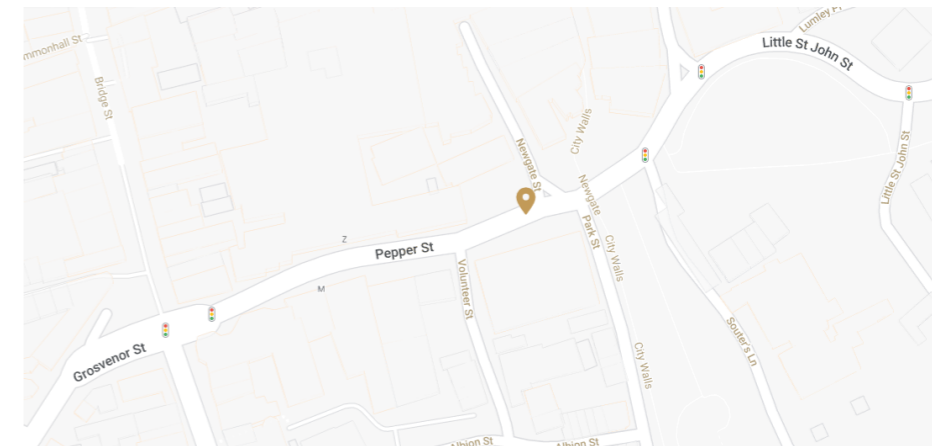 Lumley Pl
Little St John St
mmonhall St
Bridge St
City Walls
Newgate St
Little St John St
Newgate
Park St
City Walls
Z
Pepper St
Volunteer St
M
Souter's Ln
Grosvenor St
City Walls
Albion St
Albion St